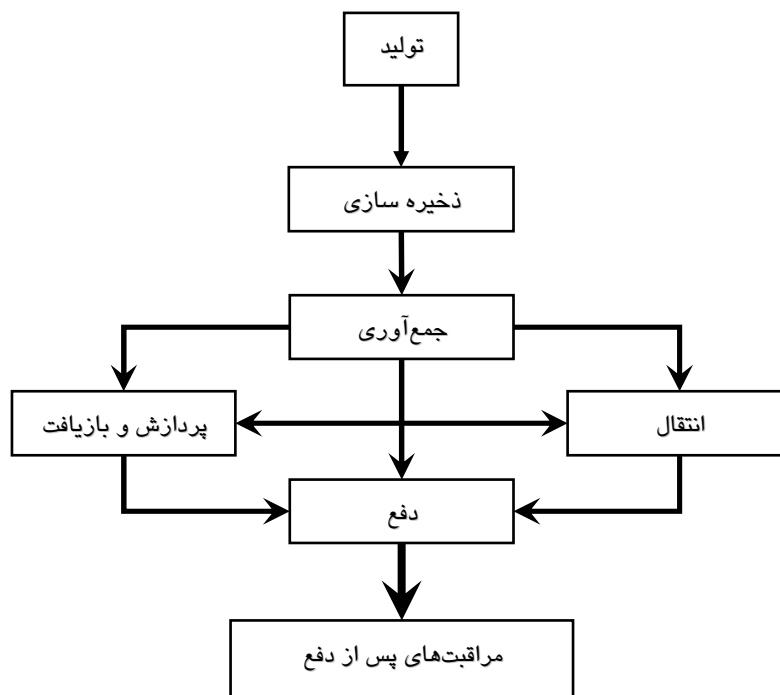 تولید
ذخیره سازی
جمع‌آوری
پردازش و بازیافت
انتقال
دفع
مراقبت‌های پس از دفع